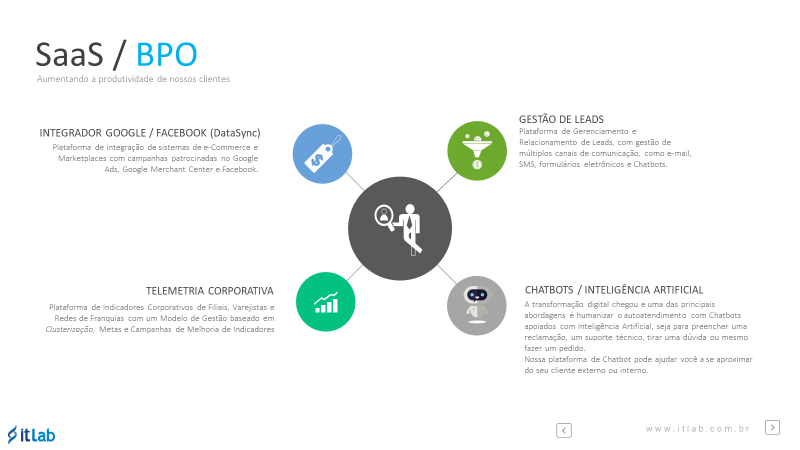 SaaS / BPO
Aumentando a produtividade de nossos clientes
INTEGRADOR GOOGLE / FACEBOOK (DataSync)
Plataforma de integração de sistemas de e-Commerce e
Marketplaces com campanhas patrocinadas no Google
Ads, Google Merchant Center e Facebook.
GESTÃO DE LEADS
Plataforma de Gerenciamento e
Relacionamento de Leads, com gestão de
múltiplos canais de comunicação, como e-mail,
SMS, formulários eletrônicos e Chatbots.
TELEMETRIA CORPORATIVA
Plataforma de Indicadores Corporativos de Filiais, Varejistas e
Redes de Franquias com um Modelo de Gestão baseado em
Clusterização, Metas e Campanhas de Melhoria de Indicadores
CHATBOTS / INTELIGÊNCIA ARTIFICIAL
A transformação digital chegou e uma das principais
abordagens é humanizar o autoatendimento com Chatbots
apoiados com Inteligência Artificial, seja para preencher uma
reclamação, um suporte técnico, tirar uma dúvida ou mesmo
fazer um pedido.
Nossa plataforma de Chatbot pode ajudar você a se aproximar
do seu cliente externo ou interno.
itlab
www.itlab.com.br